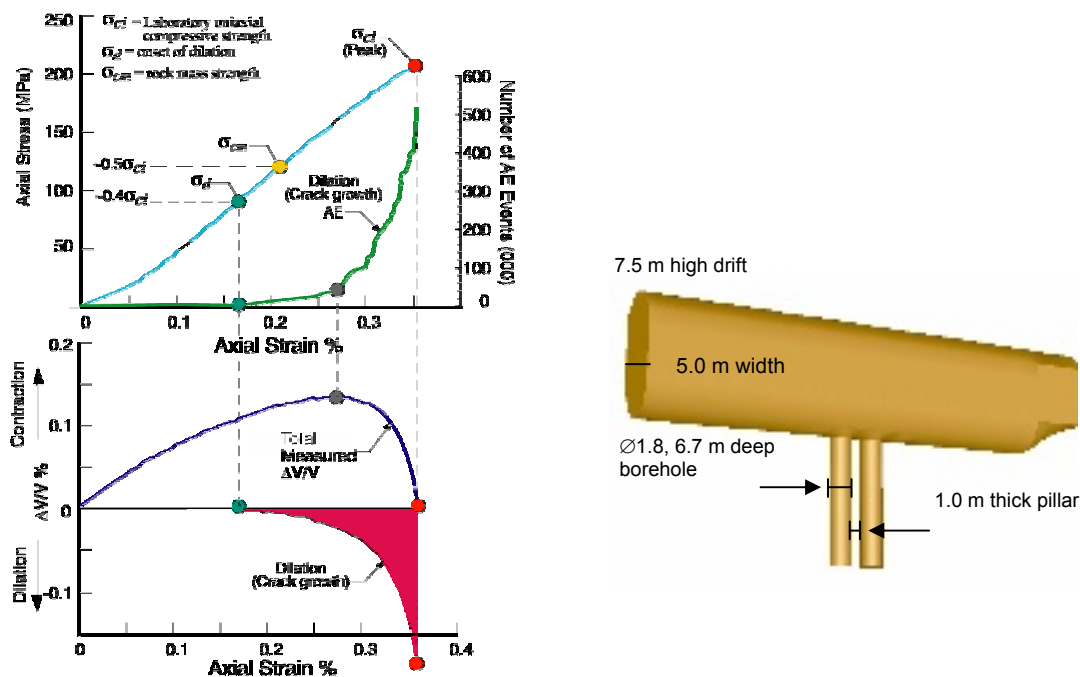 σci = Laboratory uniaxial
compressive strength
σd = onset of dilation
σcm = rock mass strength
250
200
150
100
50
0
Axial Stress (MPa)
-0.5σci
-0.4σci
σcm
σd
σci
(Peak)
Dilation
(Crack growth)
AE
600
500
400
300
200
100
0
Number of AE Events (000)
0.1
0.2
0.3
Axial Strain %
0.2
0.1
0
-0.1
Contraction
ΔV/V %
Dilation
Total
Measured
ΔV/V
Dilation
(Crack growth)
0
0.1
0.2
0.3
0.4
Axial Strain %
7.5 m high drift
5.0 m width
∅1.8, 6.7 m deep
borehole
1.0 m thick pillar